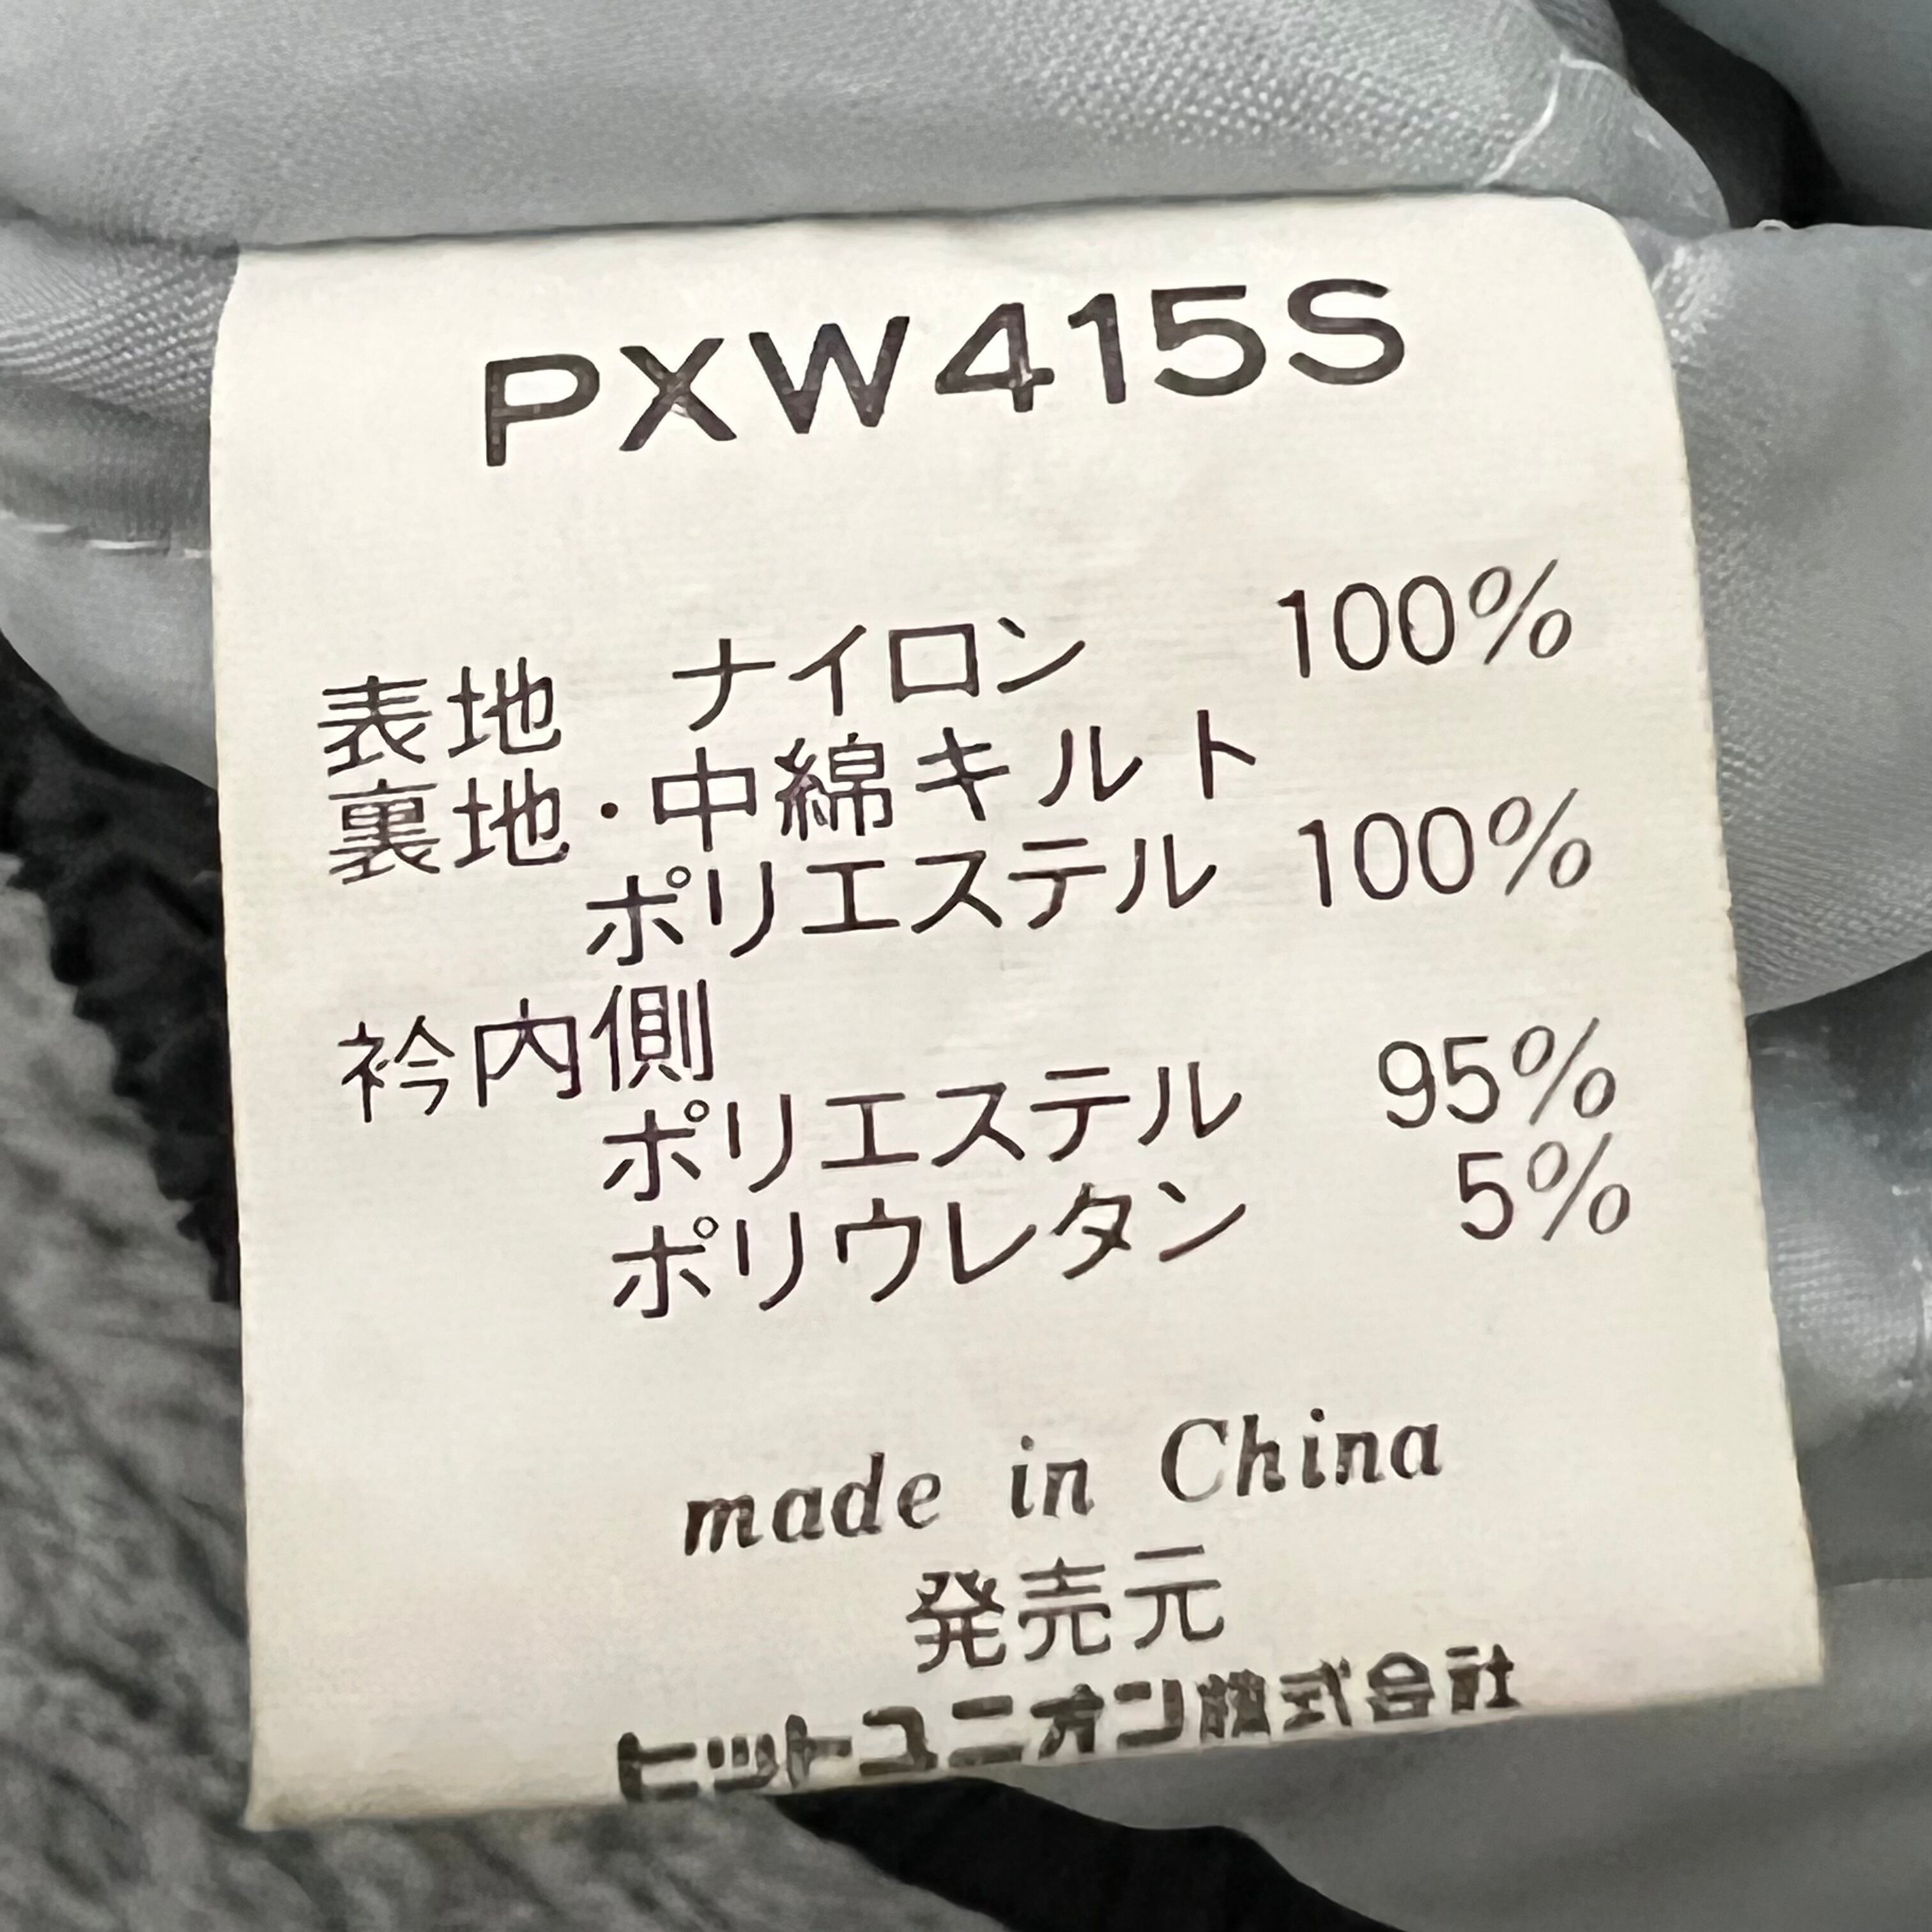 PXW415S
表地 ナイロン 100%
裏地・中綿キルト
ポリエステル 100%
衿内側
ポリエステル 95%
ポリウレタン 5%
made in China
発売元
ヒットユニオン株式会社